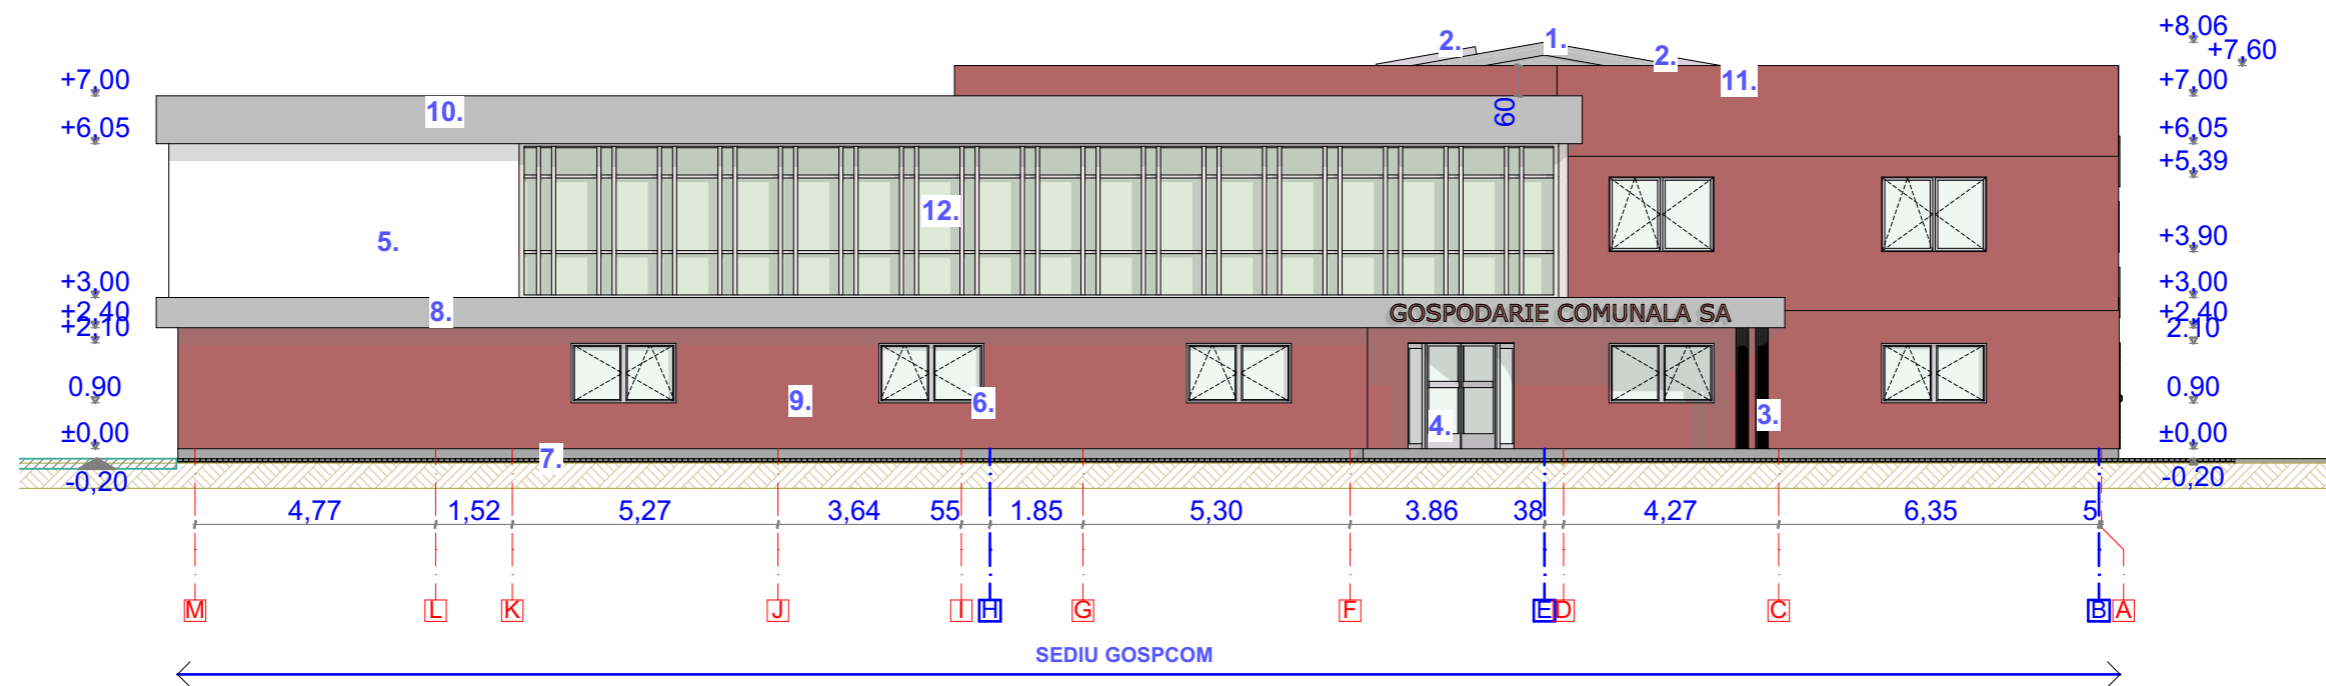 +8,06
2. 1. 2. +7,60
+7,00 11. +7,00
10. 60
+6,05 +6,05
+5,39
12.
5. +3,90
+3,00 +3,00
+2,40 8. GOSPODARIE COMUNALA SA +2,40
+2,10 2.10
0.90 9. 6. 0.90
4. 3.
±0,00 ±0,00
7.
-0,20 -0,20
4,77 1,52 5,27 3,64 55 1.85 5,30 3.86 38 4,27 6,35 5
M L K J I H G F E D C B A
SEDIU GOSPCOM